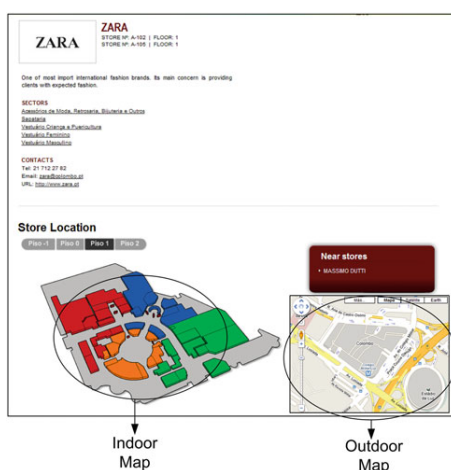 ZARA
ZARA
STORE Nº: A-102 | FLOOR: 1
STORE Nº: A-105 | FLOOR: 1
One of most import international fashion brands. Its main concern is providing
clients with expected fashion.
SECTORS
Acessórios de Moda, Retrosaria, Bijuteria e Outros
Sapataria
Vestuário Criança e Puericultura
Vestuário Feminino
Vestuário Masculino
CONTACTS
Tel: 21 712 27 62
Email: zara@colombo.pt
URL: http://www.zara.pt
Store Location
Piso -1 Piso 0 Piso 1 Piso 2
Near stores
MASSIMO DUTTI
Mapa Satélite Earth
Colombo
Indoor
Map
Outdoor
Map